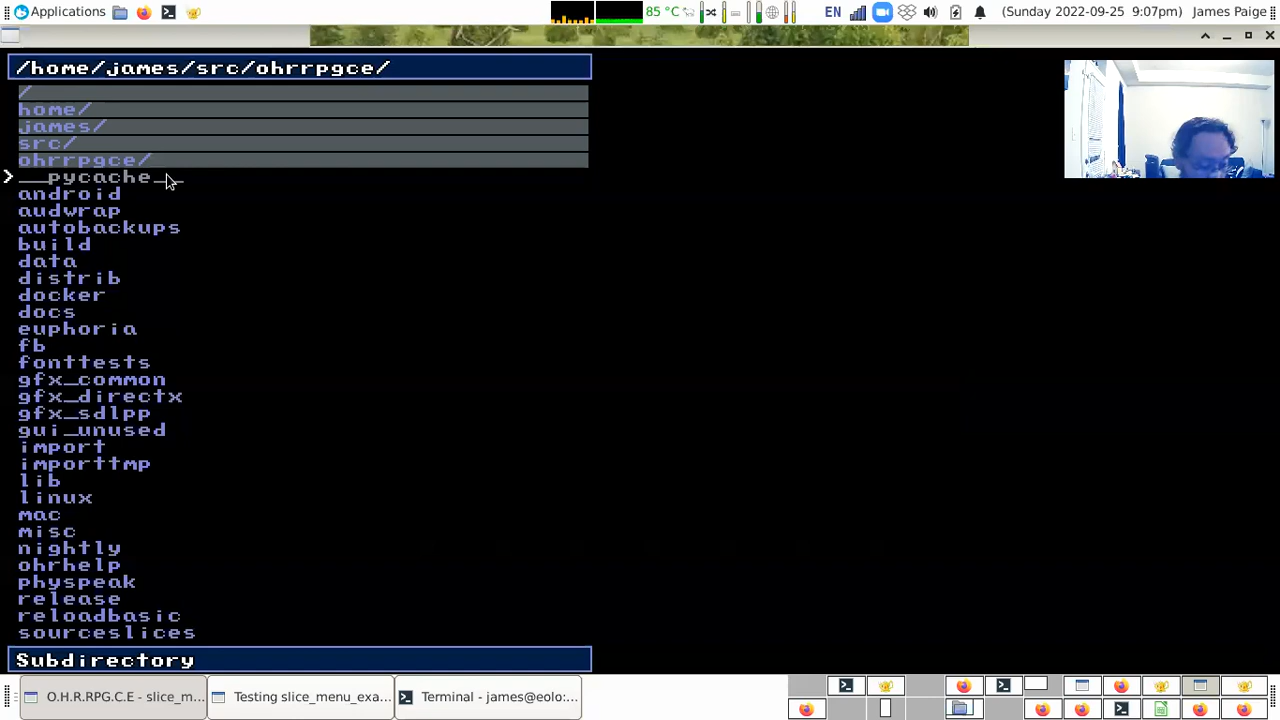 Applications
85 °C
EN
(Sunday 2022-09-25 9:07pm)
James Paige
/home/james/src/ohrrpgce/
/
home/
james/
src/
ohrrpgce/
__pycache__
android
audwrap
autobackups
build
data
distrib
docker
docs
euphoria
fb
fonttests
gfx_common
gfx_directx
gfx_sdlpp
gui_unused
import
importtmp
lib
linux
mac
misc
nightly
ohrhelp
physpeak
release
reloadbasic
sourceslices
Subdirectory
O.H.R.RPG.C.E - slice_m...
Testing slice_menu_exa...
Terminal - james@eolo:...